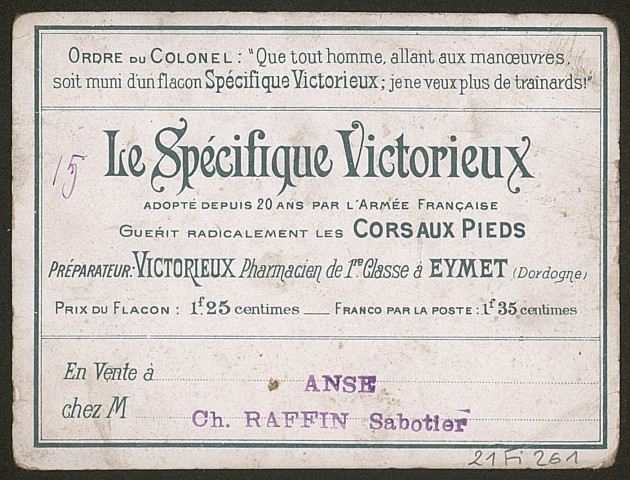 ORDRE DU COLONEL : "Que tout homme, allant aux manœuvres,
soit muni d'un flacon Spécifique Victorieux ; je ne veux plus de traînards!"
15
Le Spécifique Victorieux
ADOPTÉ DEPUIS 20 ANS PAR L'ARMÉE FRANÇAISE
GUÉRIT RADICALEMENT LES CORS AUX PIEDS
PRÉPARATEUR : VICTORIEUX Pharmacien de 1re Classe à EYMET (Dordogne)
PRIX DU FLACON : 1f.25 centimes — FRANCO PAR LA POSTE : 1f 35 centimes
En Vente à ANSE
chez M Ch. RAFFIN Sabotier
21 Fi 261